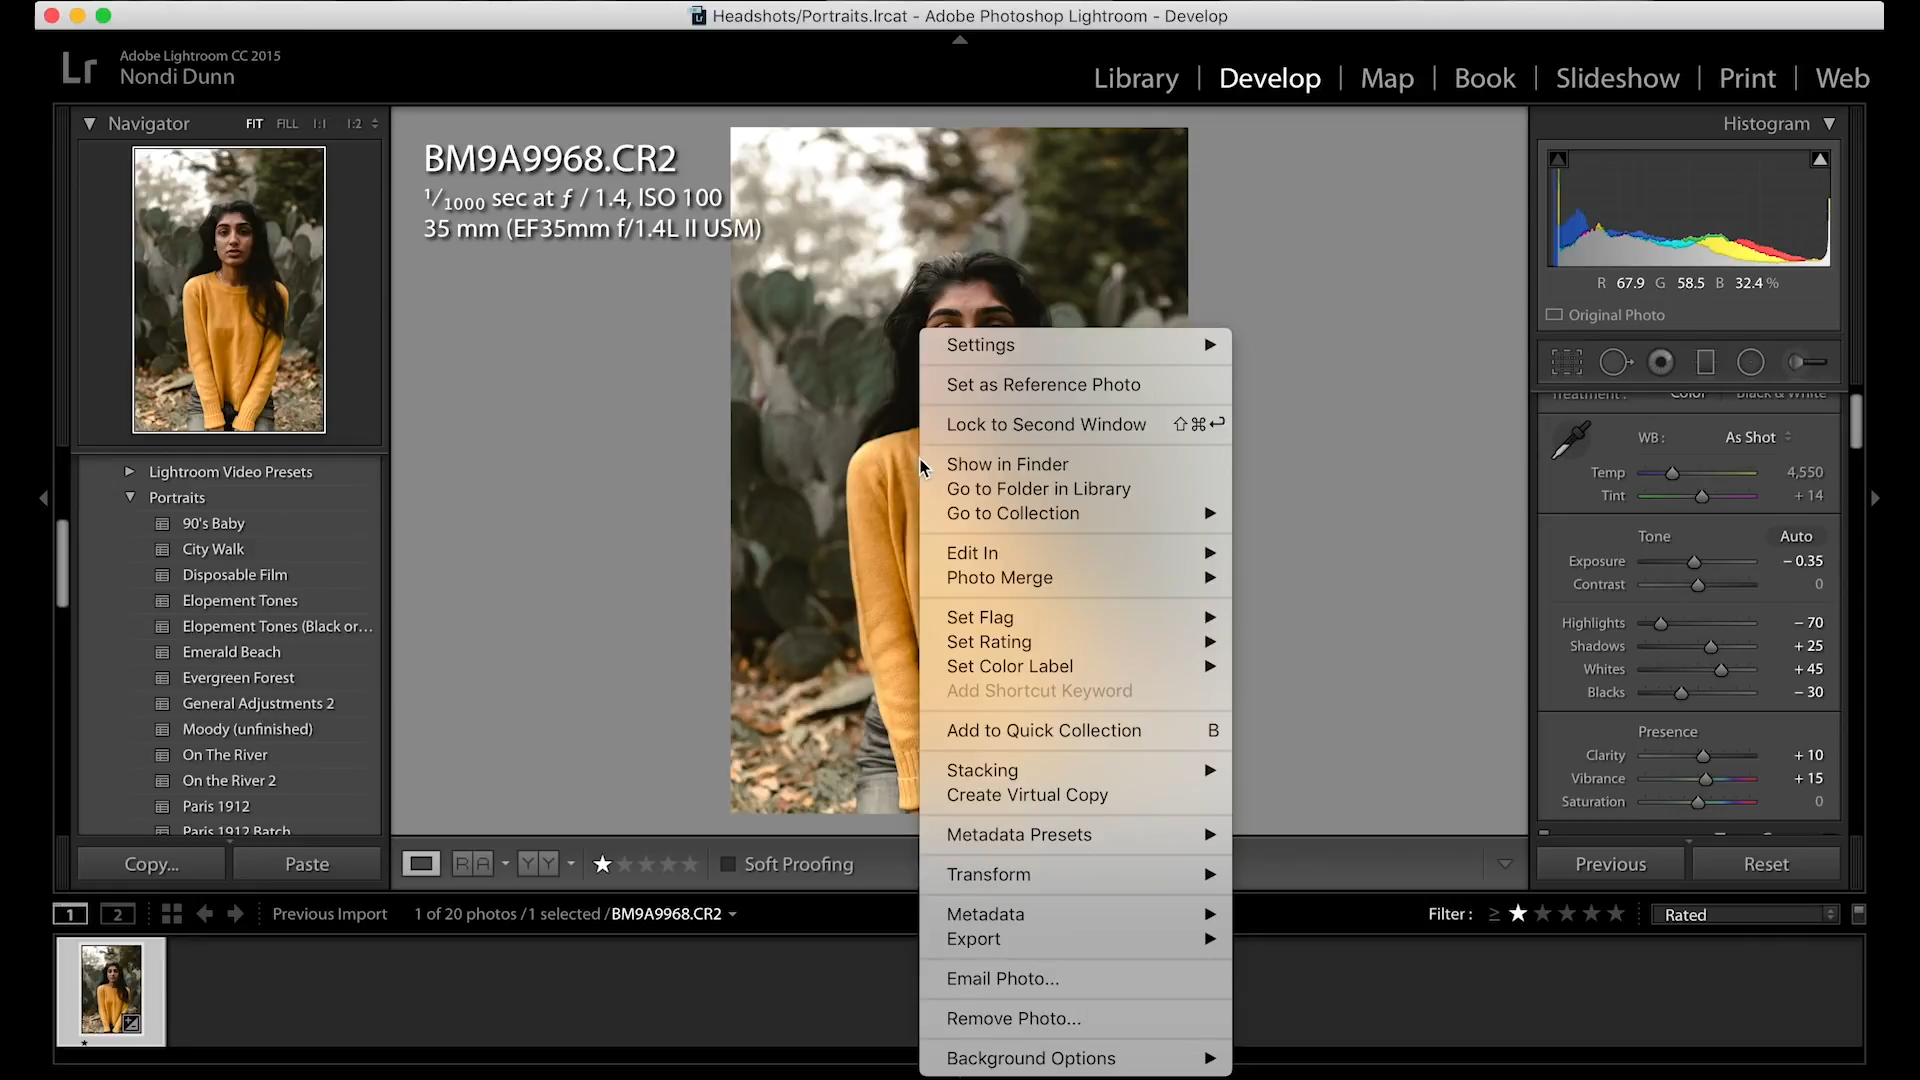 Headshots/Portraits.lrcat - Adobe Photoshop Lightroom - Develop
Lr
Adobe Lightroom CC 2015
Nondi Dunn
Library | Develop | Map | Book | Slideshow | Print | Web
Navigator FIT FILL 1:1 1:2
Lightroom Video Presets
Portraits
90's Baby
City Walk
Disposable Film
Elopement Tones
Elopement Tones (Black or...
Emerald Beach
Evergreen Forest
General Adjustments 2
Moody (unfinished)
On The River
On the River 2
Paris 1912
Paris 1912 Batch
Copy... Paste
BM9A9968.CR2
1/1000 sec at ƒ / 1.4, ISO 100
35 mm (EF35mm f/1.4L II USM)
Settings
Set as Reference Photo
Lock to Second Window ⇧⌘↩
Show in Finder
Go to Folder in Library
Go to Collection
Edit In
Photo Merge
Set Flag
Set Rating
Set Color Label
Add Shortcut Keyword
Add to Quick Collection B
Stacking
Create Virtual Copy
Metadata Presets
Transform
Metadata
Export
Email Photo...
Remove Photo...
Background Options
Histogram
R 67.9 G 58.5 B 32.4 %
Original Photo
Treatment : Color Black & White
WB : As Shot
Temp 4,550
Tint + 14
Tone Auto
Exposure – 0.35
Contrast 0
Highlights – 70
Shadows + 25
Whites + 45
Blacks – 30
Presence
Clarity + 10
Vibrance + 15
Saturation 0
Previous Reset
R A Y Y Soft Proofing
1 2 Previous Import 1 of 20 photos /1 selected /BM9A9968.CR2
Filter : ≥ Rated